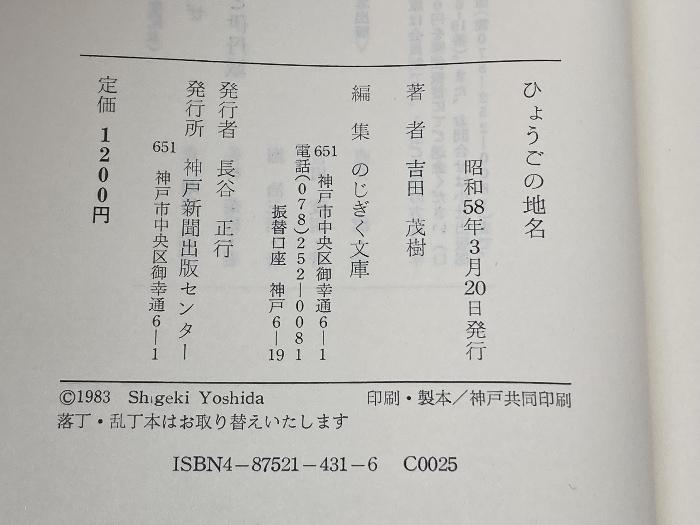 ひょうごの地名
昭和58年3月20日発行
著者 吉田 茂樹
編集 のじぎく文庫
651 神戸市中央区御幸通6―1
電話(078)252―0081
振替口座 神戸6―19
発行者 長谷 正行
発行所 神戸新聞出版センター
651 神戸市中央区御幸通6―1
定価 1200円
©1983 Shigeki Yoshida 印刷・製本/神戸共同印刷
落丁・乱丁本はお取り替えいたします
ISBN4-87521-431-6 C0025